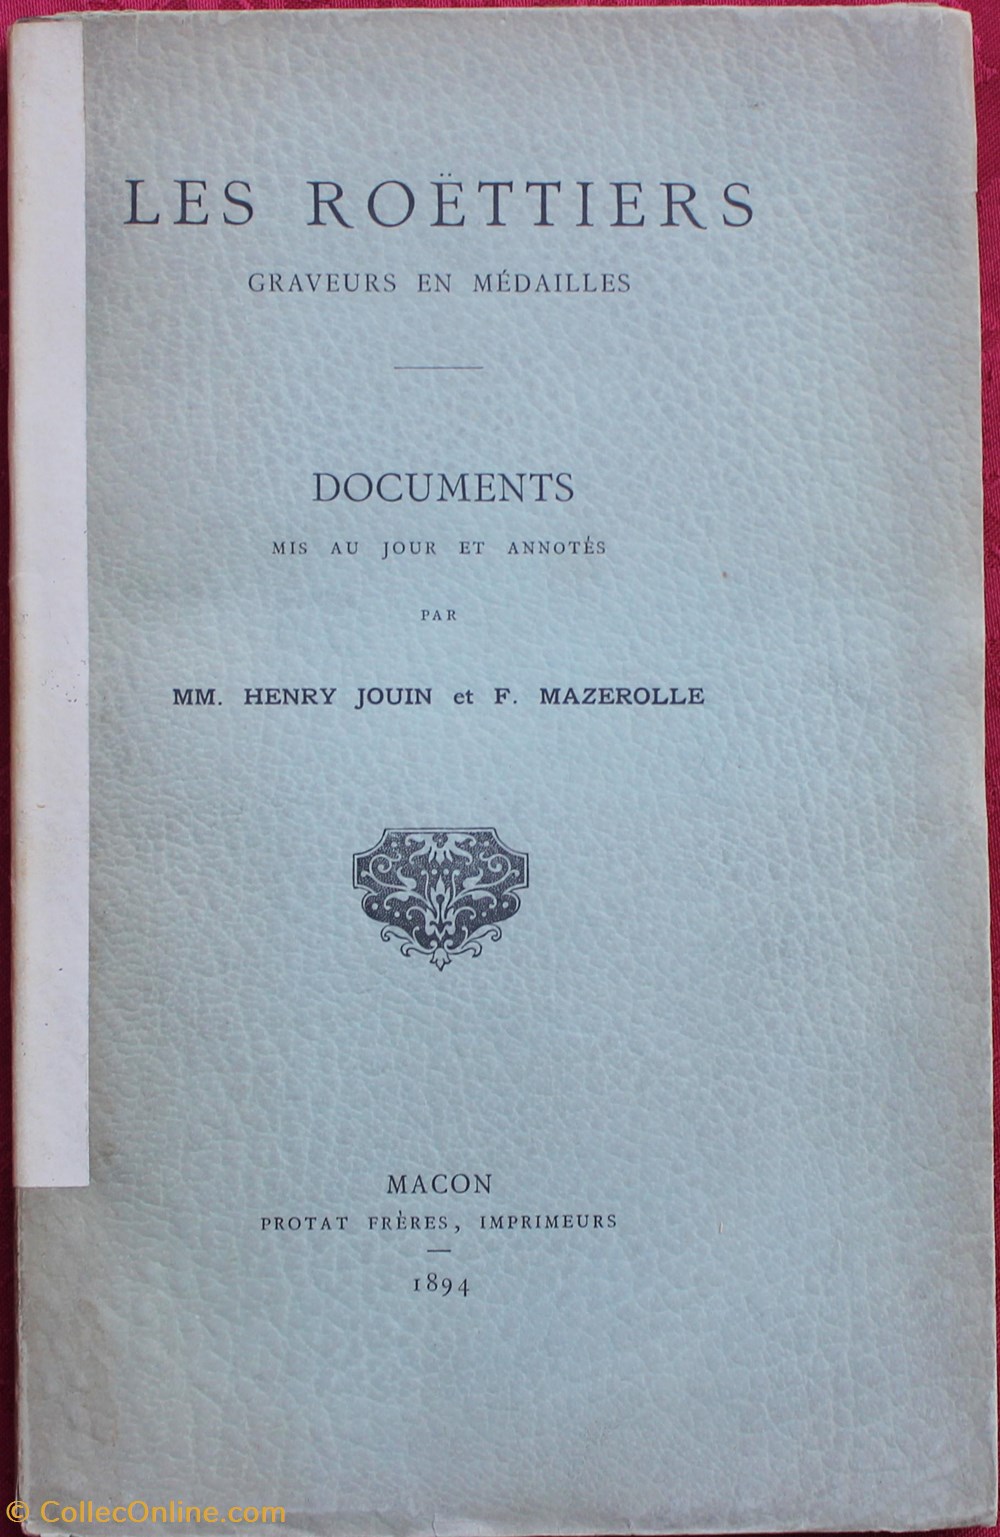 LES ROËTTIERS
GRAVEURS EN MÉDAILLES
DOCUMENTS
MIS AU JOUR ET ANNOTÉS
PAR
MM. HENRY JOUIN et F. MAZEROLLE
MACON
PROTAT FRÈRES, IMPRIMEURS
1894
© CollecOnline.com